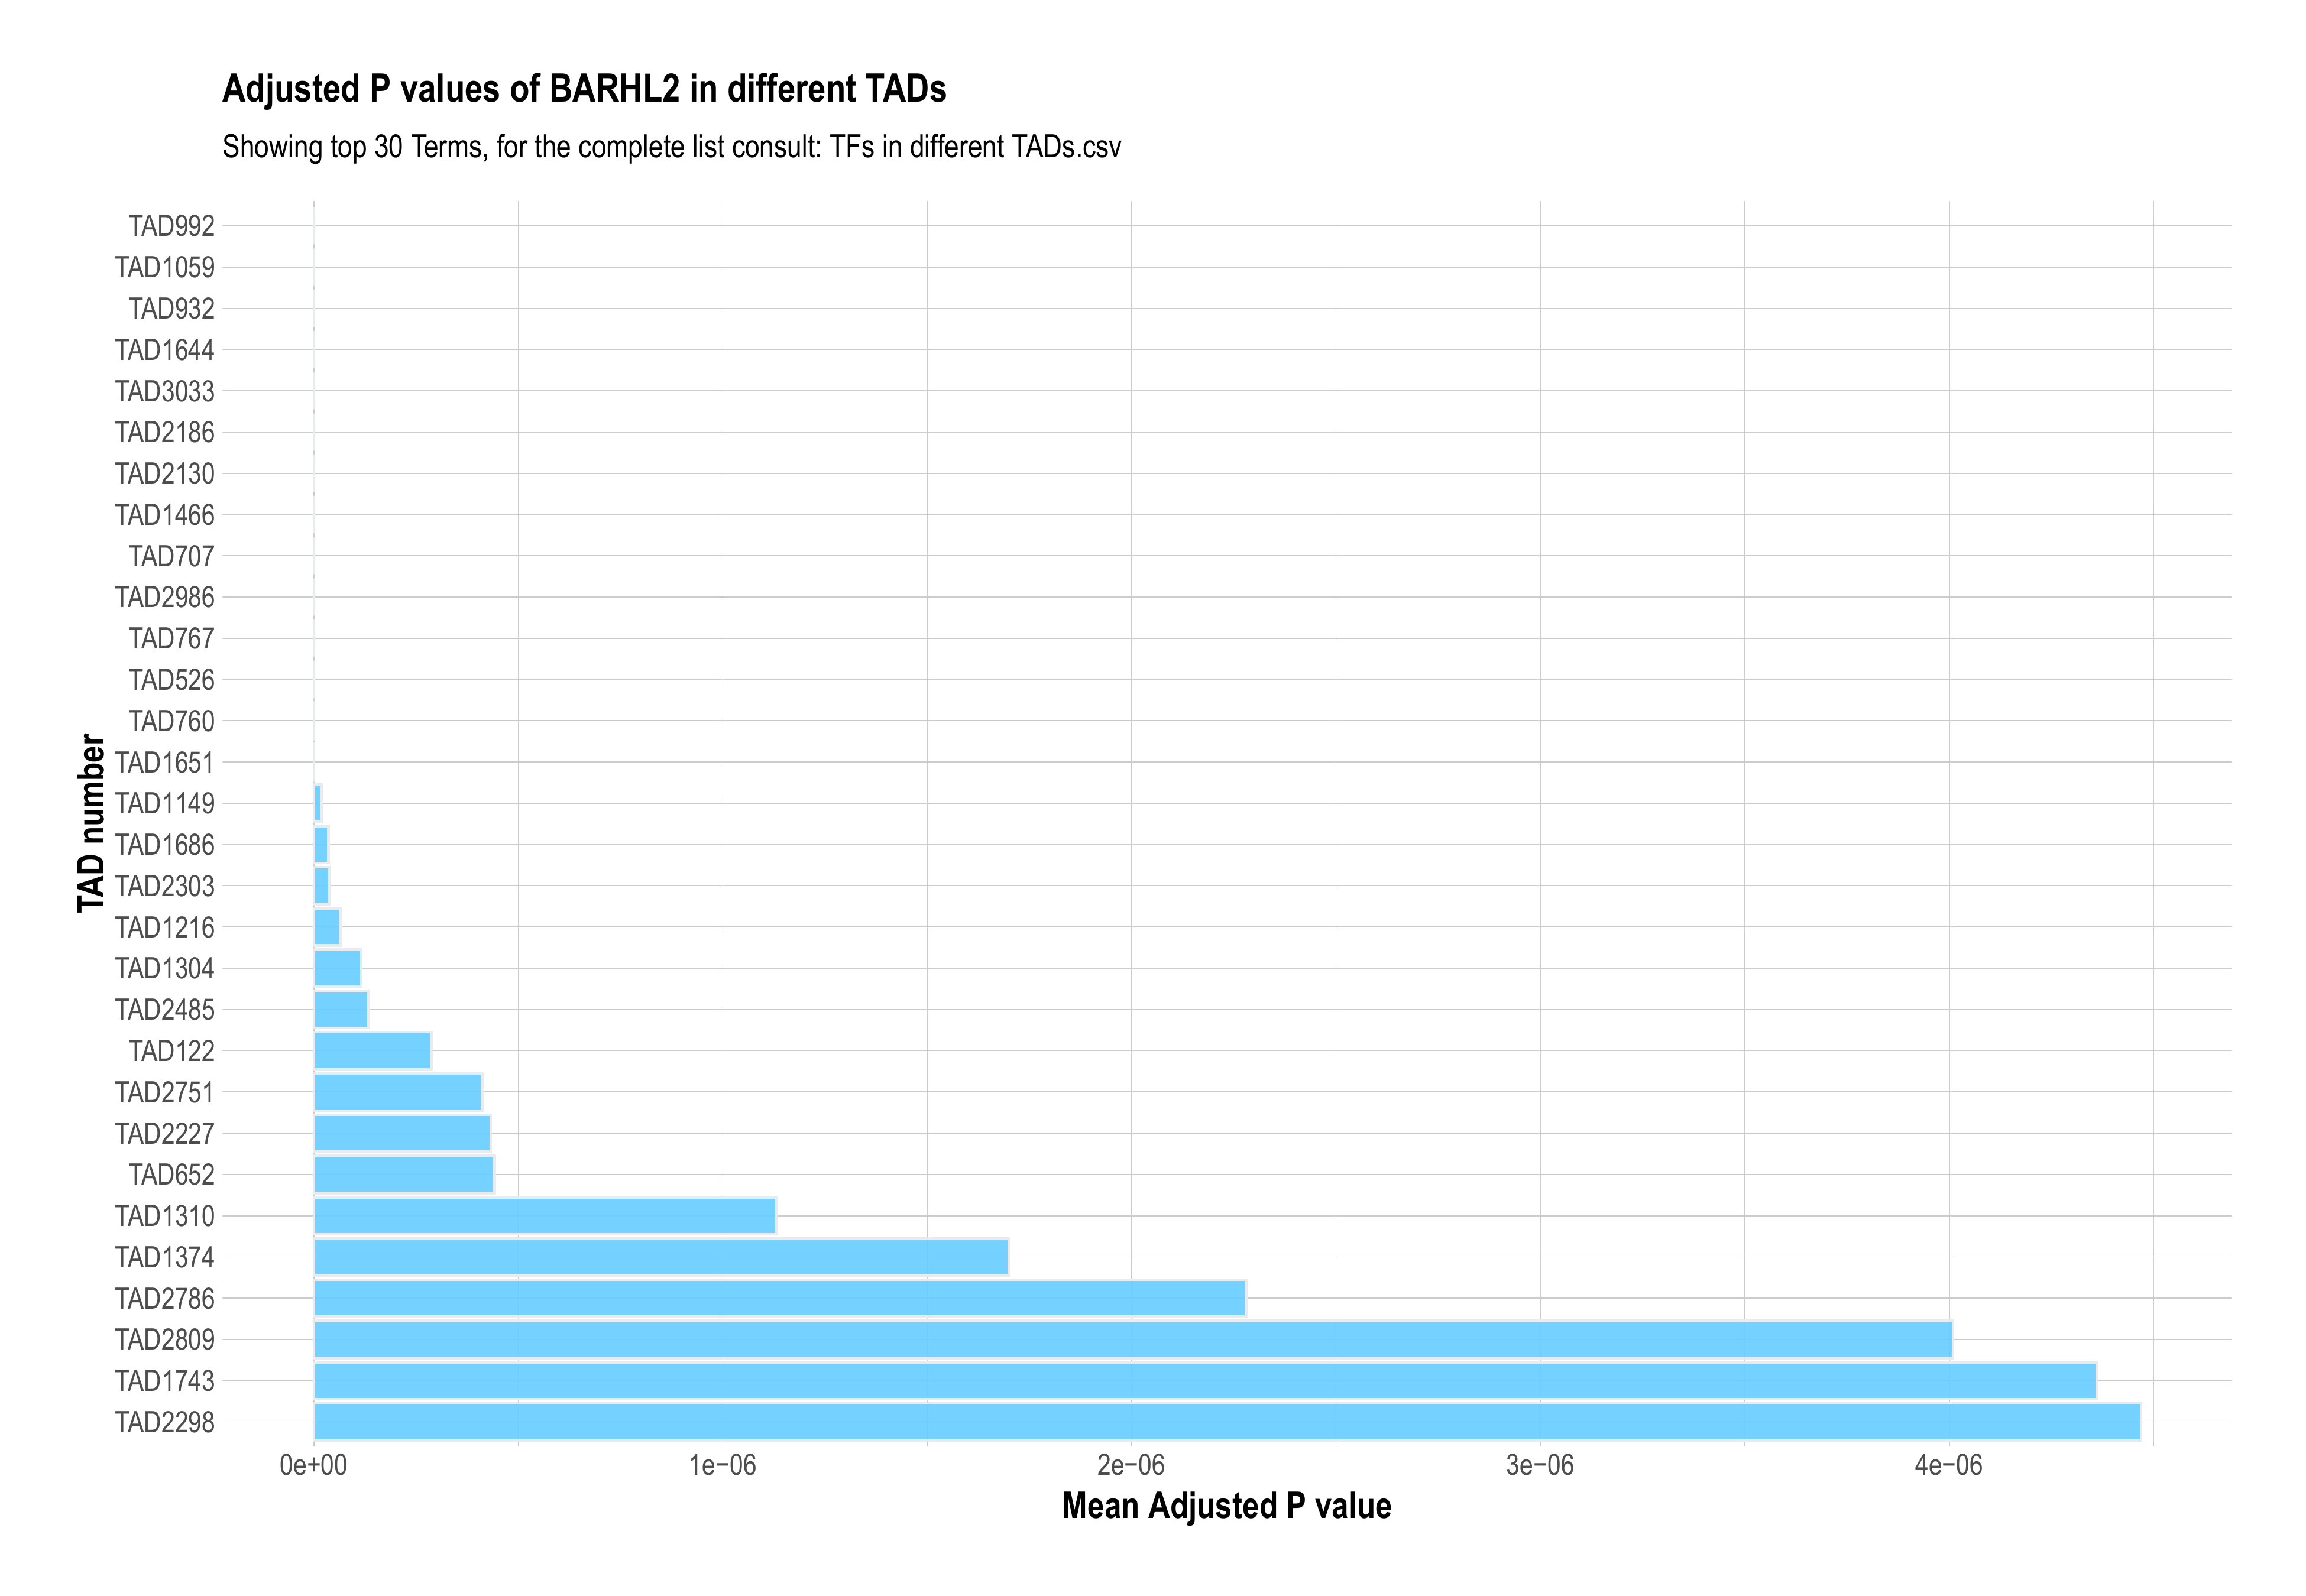 Adjusted P values of BARHL2 in different TADs
Showing top 30 Terms, for the complete list consult: TFs in different TADs.csv
TAD number
TAD992
TAD1059
TAD932
TAD1644
TAD3033
TAD2186
TAD2130
TAD1466
TAD707
TAD2986
TAD767
TAD526
TAD760
TAD1651
TAD1149
TAD1686
TAD2303
TAD1216
TAD1304
TAD2485
TAD122
TAD2751
TAD2227
TAD652
TAD1310
TAD1374
TAD2786
TAD2809
TAD1743
TAD2298
0e+00 1e−06 2e−06 3e−06 4e−06
Mean Adjusted P value